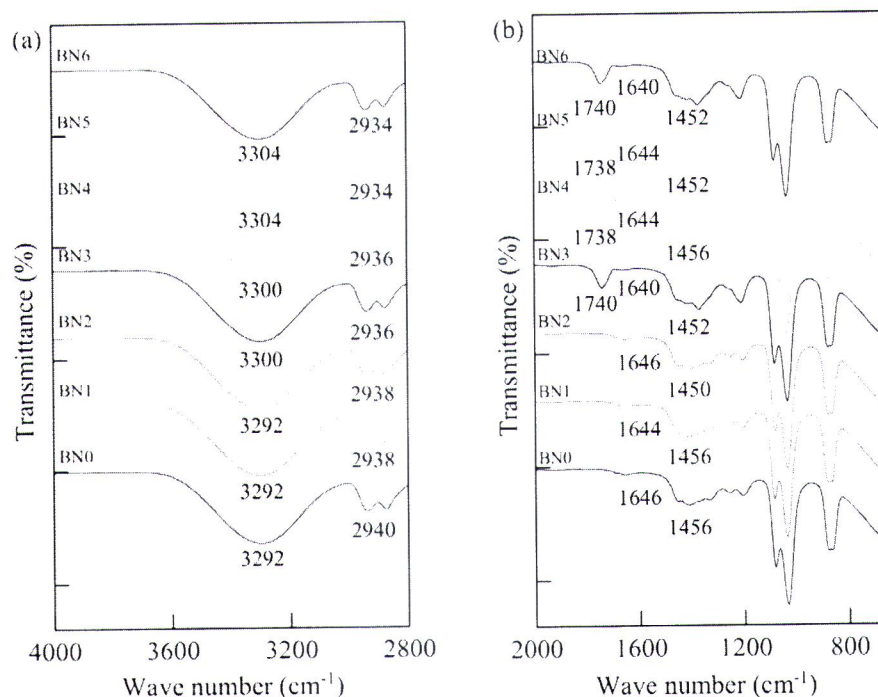 (a)
BN6
2934
3304
BN5
2934
3304
BN4
2936
3300
BN3
2936
3300
BN2
2938
3292
BN1
2938
3292
BN0
2940
3292
4000 3600 3200 2800
Wave number (cm⁻¹)
Transmittance (%)
(b)
BN6
1740 1640 1452
BN5
1738 1644 1452
BN4
1738 1644 1456
BN3
1740 1640 1452
BN2
1646 1450
BN1
1644 1456
BN0
1646 1456
2000 1600 1200 800
Wave number (cm⁻¹)
Transmittance (%)